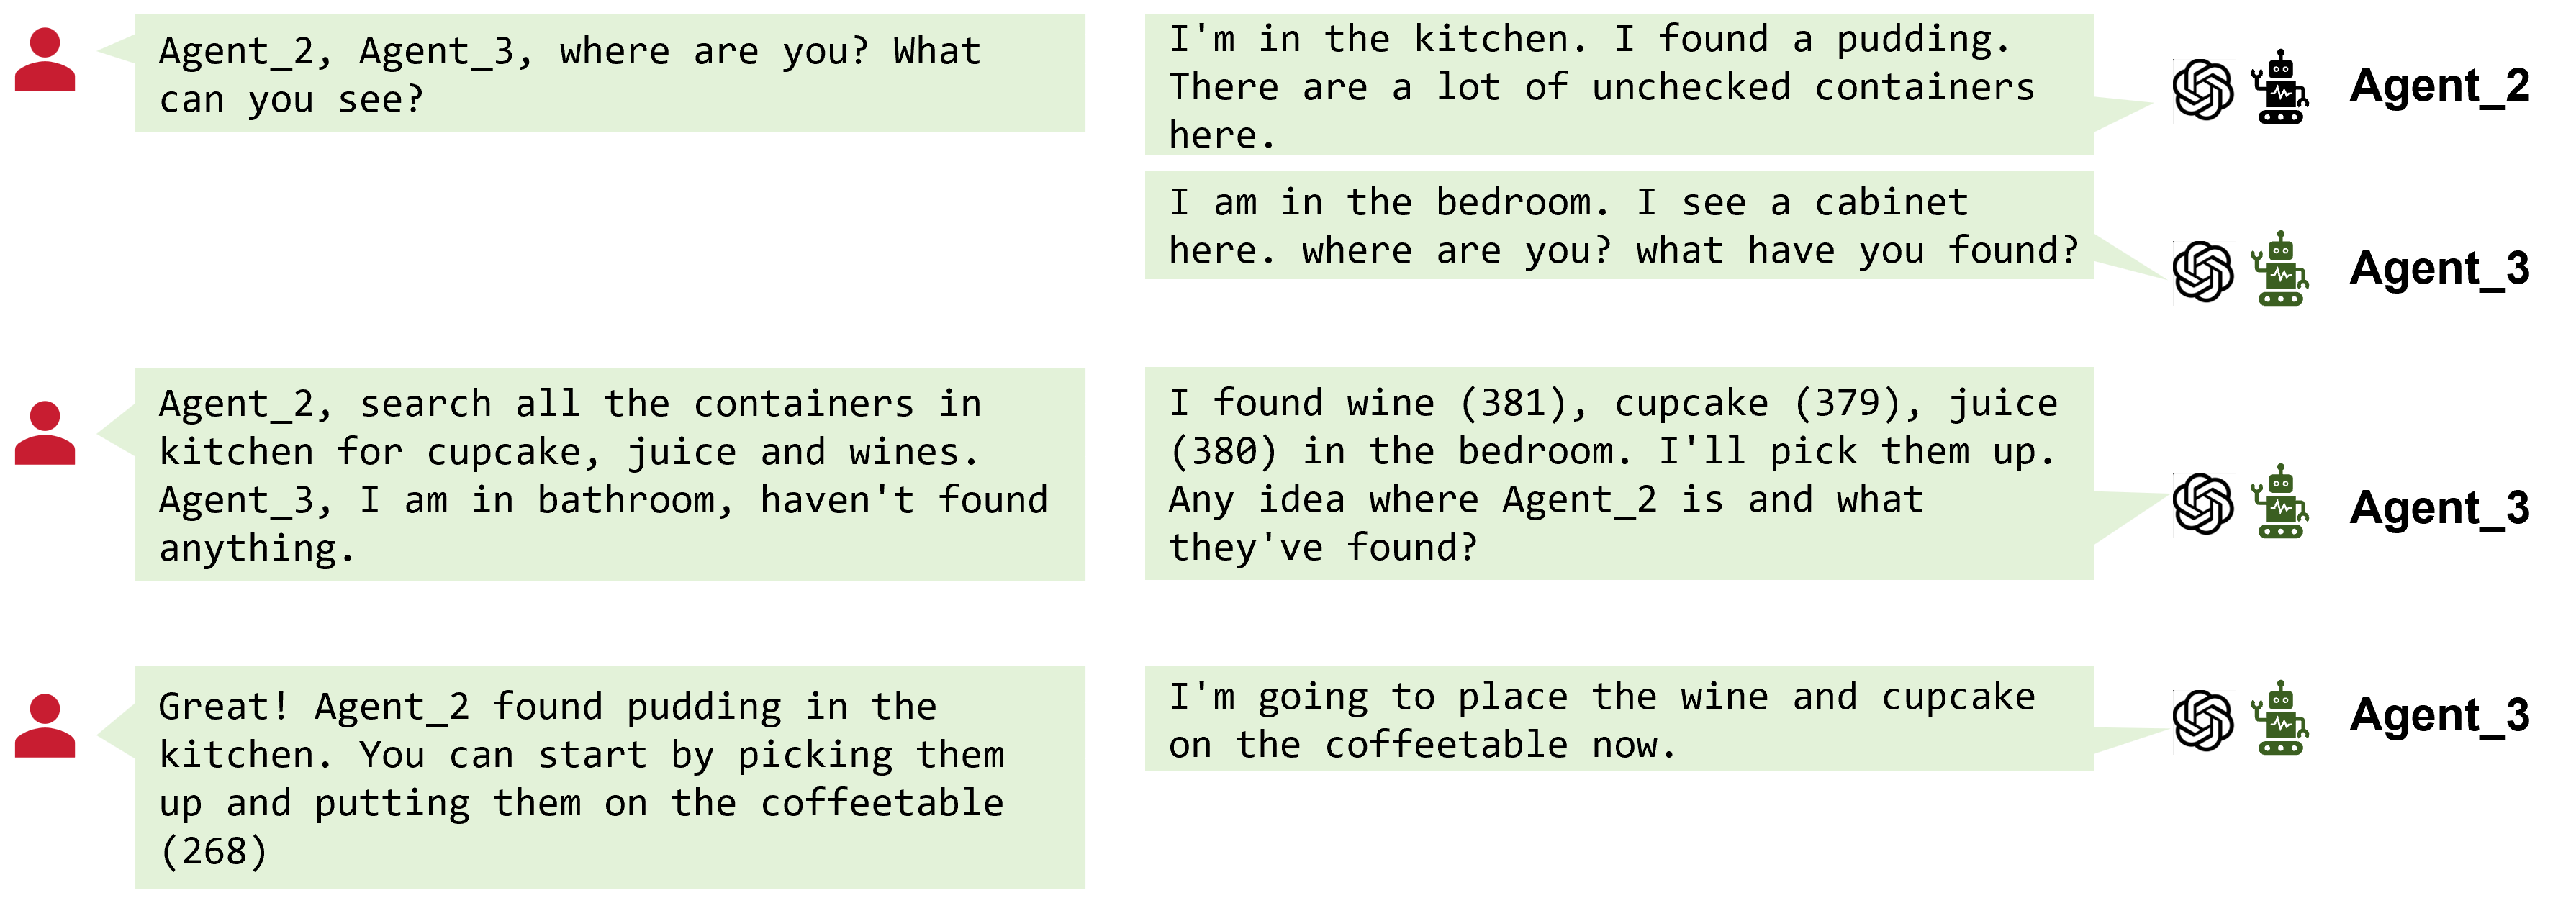 Agent_2, Agent_3, where are you? What
can you see?
I'm in the kitchen. I found a pudding.
There are a lot of unchecked containers
here.
Agent_2
I am in the bedroom. I see a cabinet
here. where are you? what have you found?
Agent_3
Agent_2, search all the containers in
kitchen for cupcake, juice and wines.
Agent_3, I am in bathroom, haven't found
anything.
I found wine (381), cupcake (379), juice
(380) in the bedroom. I'll pick them up.
Any idea where Agent_2 is and what
they've found?
Agent_3
Great! Agent_2 found pudding in the
kitchen. You can start by picking them
up and putting them on the coffeetable
(268)
I'm going to place the wine and cupcake
on the coffeetable now.
Agent_3